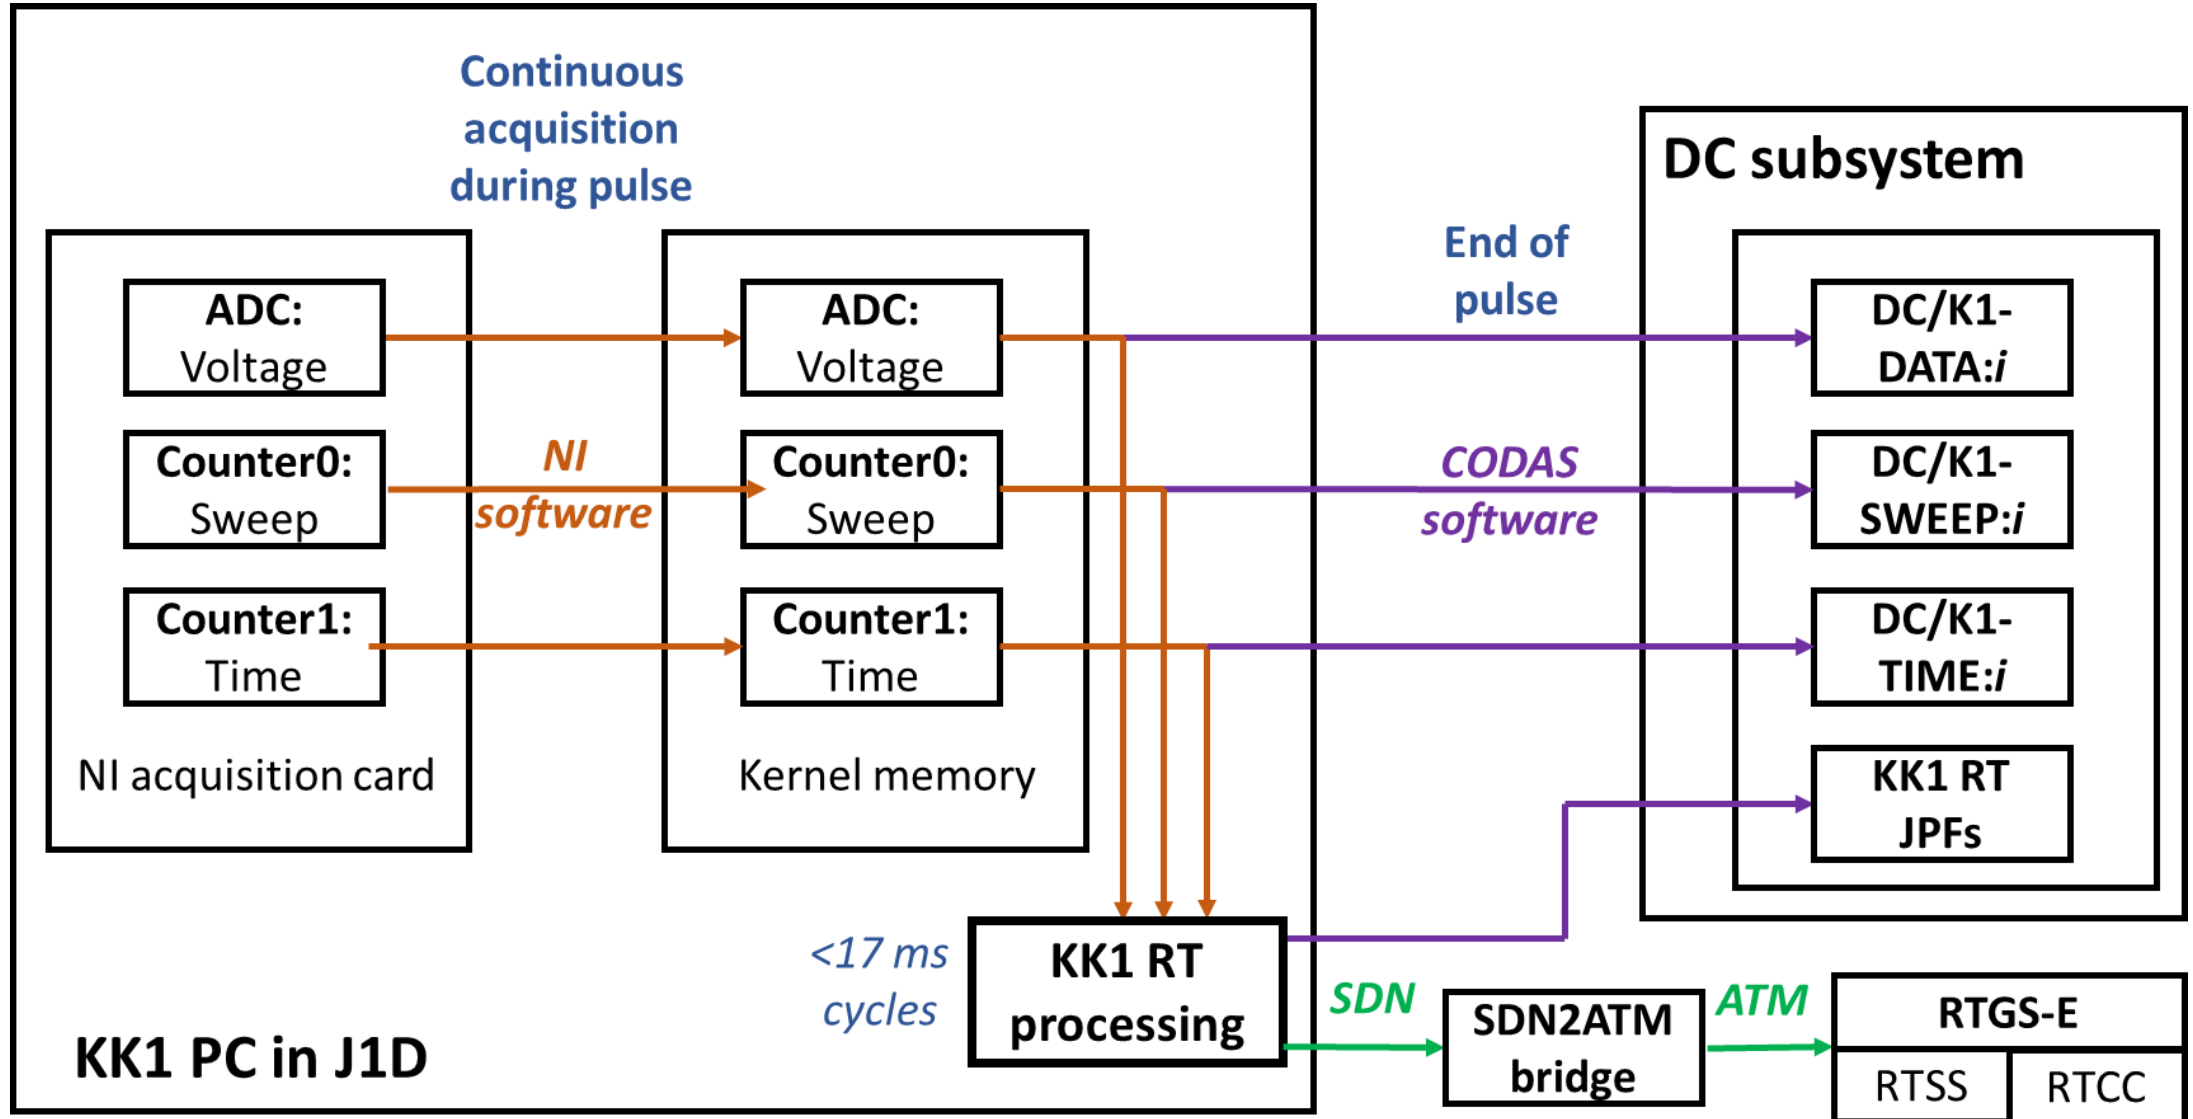 Continuous
acquisition
during pulse
DC subsystem
End of
pulse
ADC:
Voltage
ADC:
Voltage
DC/K1-
DATA:i
Counter0:
Sweep
NI
software
Counter0:
Sweep
CODAS
software
DC/K1-
SWEEP:i
Counter1:
Time
Counter1:
Time
DC/K1-
TIME:i
NI acquisition card
Kernel memory
KK1 RT
JPFs
<17 ms
cycles
KK1 RT
processing
SDN
SDN2ATM
bridge
ATM
RTGS-E
RTSS
RTCC
KK1 PC in J1D